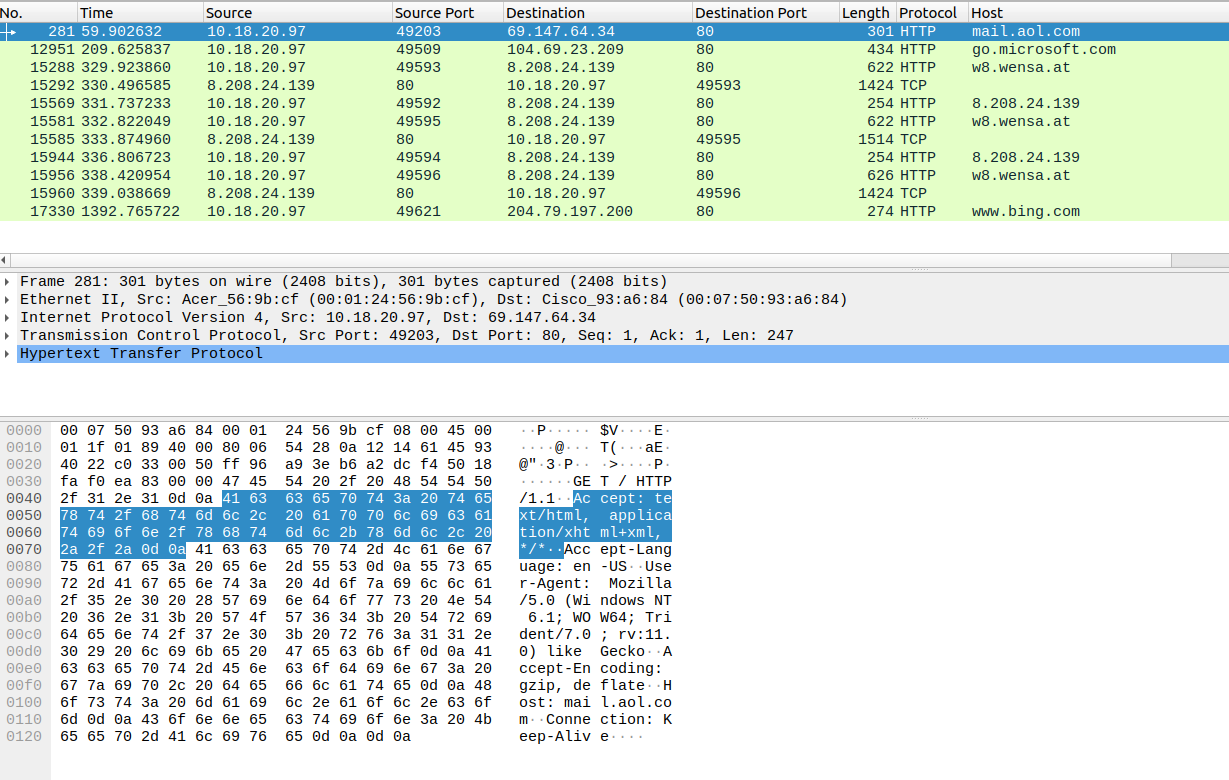 No. Time Source Source Port Destination Destination Port Length Protocol Host
281 59.902632 10.18.20.97 49203 69.147.64.34 80 301 HTTP mail.aol.com
12951 209.625837 10.18.20.97 49509 104.69.23.209 80 434 HTTP go.microsoft.com
15288 329.923860 10.18.20.97 49593 8.208.24.139 80 622 HTTP w8.wensa.at
15292 330.496585 8.208.24.139 80 10.18.20.97 49593 1424 TCP
15569 331.737233 10.18.20.97 49592 8.208.24.139 80 254 HTTP 8.208.24.139
15581 332.822049 10.18.20.97 49595 8.208.24.139 80 622 HTTP w8.wensa.at
15585 333.874960 8.208.24.139 80 10.18.20.97 49595 1514 TCP
15944 336.806723 10.18.20.97 49594 8.208.24.139 80 254 HTTP 8.208.24.139
15956 338.420954 10.18.20.97 49596 8.208.24.139 80 626 HTTP w8.wensa.at
15960 339.038669 8.208.24.139 80 10.18.20.97 49596 1424 TCP
17330 1392.765722 10.18.20.97 49621 204.79.197.200 80 274 HTTP www.bing.com
Frame 281: 301 bytes on wire (2408 bits), 301 bytes captured (2408 bits)
Ethernet II, Src: Acer_56:9b:cf (00:01:24:56:9b:cf), Dst: Cisco_93:a6:84 (00:07:50:93:a6:84)
Internet Protocol Version 4, Src: 10.18.20.97, Dst: 69.147.64.34
Transmission Control Protocol, Src Port: 49203, Dst Port: 80, Seq: 1, Ack: 1, Len: 247
Hypertext Transfer Protocol
0000 00 07 50 93 a6 84 00 01 24 56 9b cf 08 00 45 00 ··P····· $V····E·
0010 01 1f 01 89 40 00 80 06 54 28 0a 12 14 61 45 93 ····@··· T(···aE·
0020 40 22 c0 33 00 50 ff 96 a9 3e b6 a2 dc f4 50 18 @"·3·P·· ·>····P·
0030 fa f0 ea 83 00 00 47 45 54 20 2f 20 48 54 54 50 ······GE T / HTTP
0040 2f 31 2e 31 0d 0a 41 63 63 65 70 74 3a 20 74 65 /1.1··Ac cept: te
0050 78 74 2f 68 74 6d 6c 2c 20 61 70 70 6c 69 63 61 xt/html, applica
0060 74 69 6f 6e 2f 78 68 74 6d 6c 2b 78 6d 6c 2c 20 tion/xht ml+xml,
0070 2a 2f 2a 0d 0a 41 63 63 65 70 74 2d 4c 61 6e 67 */*··Acc ept-Lang
0080 75 61 67 65 3a 20 65 6e 2d 55 53 0d 0a 55 73 65 uage: en -US··Use
0090 72 2d 41 67 65 6e 74 3a 20 4d 6f 7a 69 6c 6c 61 r-Agent: Mozilla
00a0 2f 35 2e 30 20 28 57 69 6e 64 6f 77 73 20 4e 54 /5.0 (Wi ndows NT
00b0 20 36 2e 31 3b 20 57 4f 57 36 34 3b 20 54 72 69 6.1; WO W64; Tri
00c0 64 65 6e 74 2f 37 2e 30 3b 20 72 76 3a 31 31 2e dent/7.0 ; rv:11.
00d0 30 29 20 6c 69 6b 65 20 47 65 63 6b 6f 0d 0a 41 0) like Gecko··A
00e0 63 63 65 70 74 2d 45 6e 63 6f 64 69 6e 67 3a 20 ccept-En coding:
00f0 67 7a 69 70 2c 20 64 65 66 6c 61 74 65 0d 0a 48 gzip, de flate··H
0100 6f 73 74 3a 20 6d 61 69 6c 2e 61 6f 6c 2e 63 6f ost: mai l.aol.co
0110 6d 0d 0a 43 6f 6e 6e 65 63 74 69 6f 6e 3a 20 4b m··Conne ction: K
0120 65 65 70 2d 41 6c 69 76 65 0d 0a 0d 0a eep-Aliv e····